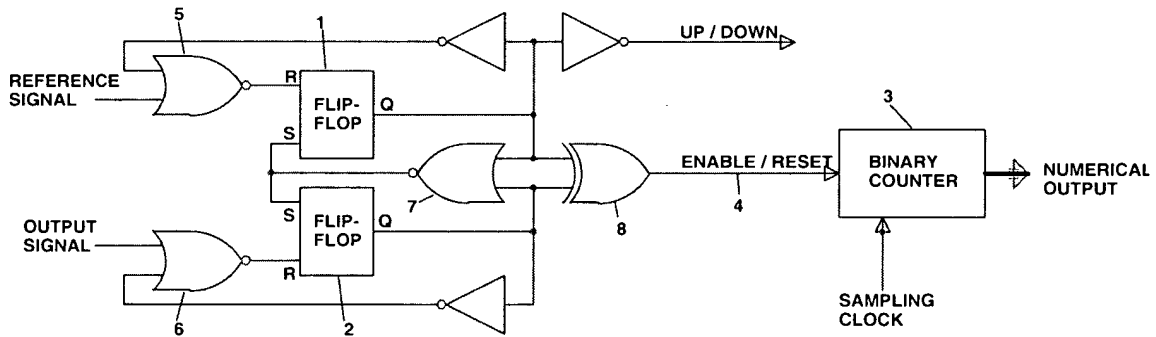 5
1
UP / DOWN
REFERENCE
SIGNAL
R
FLIP-
FLOP
Q
S
3
ENABLE / RESET
BINARY
COUNTER
NUMERICAL
OUTPUT
7
8
4
OUTPUT
SIGNAL
S
FLIP-
FLOP
Q
R
6
2
SAMPLING
CLOCK